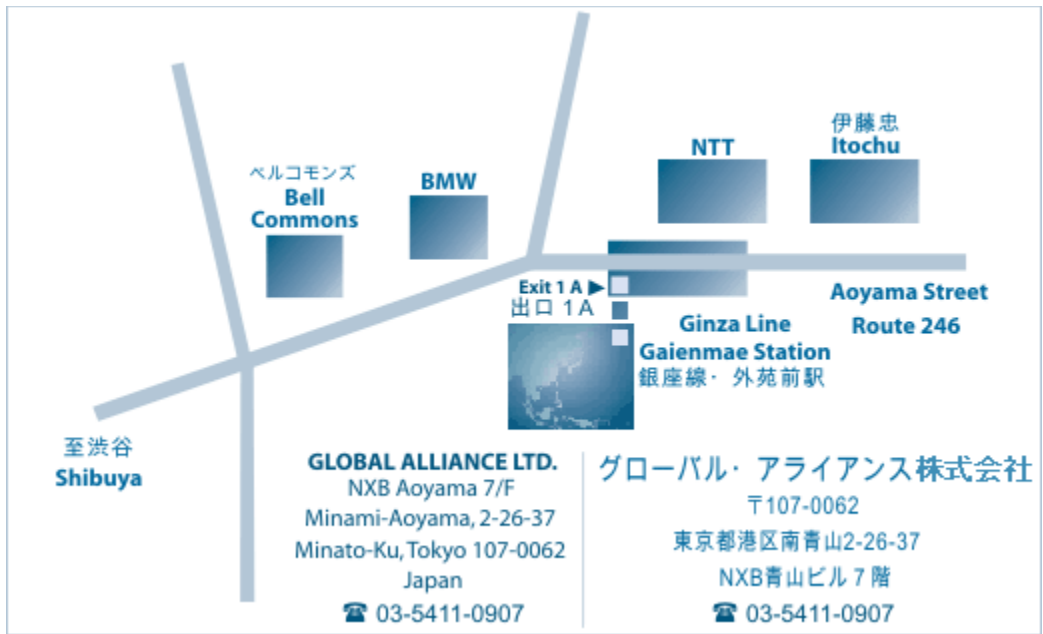 伊藤忠
Itochu
NTT
ベルコモンズ
Bell
Commons
BMW
Exit 1 A ▶
出口 1A
Aoyama Street
Route 246
Ginza Line
Gaienmae Station
銀座線・外苑前駅
至渋谷
Shibuya
GLOBAL ALLIANCE LTD.
NXB Aoyama 7/F
Minami-Aoyama, 2-26-37
Minato-Ku, Tokyo 107-0062
Japan
☎ 03-5411-0907
グローバル・アライアンス株式会社
〒107-0062
東京都港区南青山2-26-37
NXB青山ビル7階
☎ 03-5411-0907